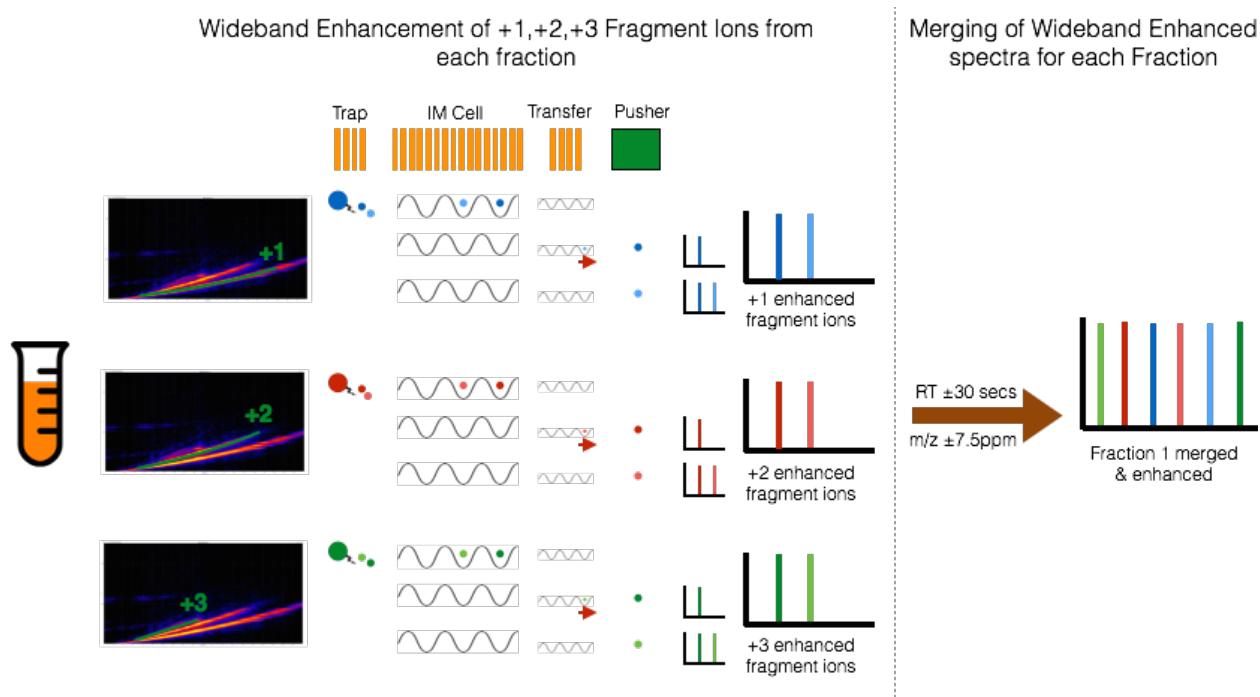 Wideband Enhancement of +1,+2,+3 Fragment Ions from
each fraction
Merging of Wideband Enhanced
spectra for each Fraction
Trap
IM Cell
Transfer
Pusher
+1
+1 enhanced
fragment ions
+2
+2 enhanced
fragment ions
+3
+3 enhanced
fragment ions
RT ±30 secs
m/z ±7.5ppm
Fraction 1 merged
& enhanced